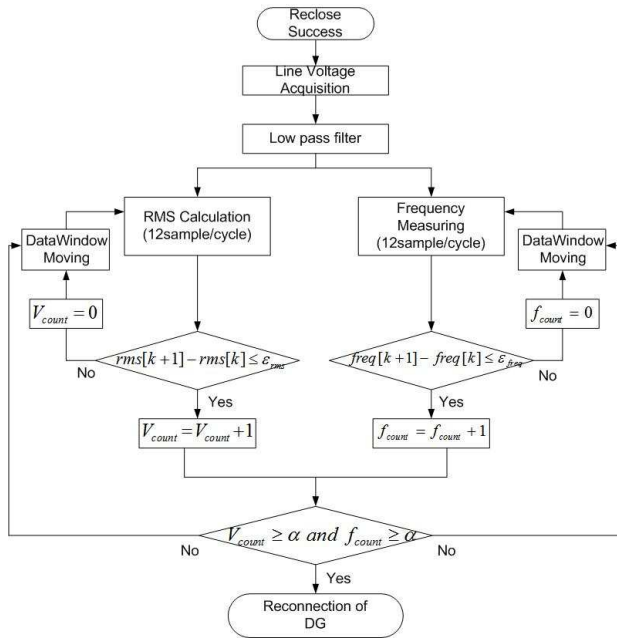 Reclose
Success
Line Voltage
Acquisition
Low pass filter
RMS Calculation
(12sample/cycle)
Frequency
Measuring
(12sample/cycle)
DataWindow
Moving
DataWindow
Moving
V_count = 0
f_count = 0
rms[k+1] − rms[k] ≤ ε_rms
freq[k+1] − freq[k] ≤ ε_freq
No
No
Yes
Yes
V_count = V_count + 1
f_count = f_count + 1
V_count ≥ α and f_count ≥ α
No
No
Yes
Reconnection of
DG